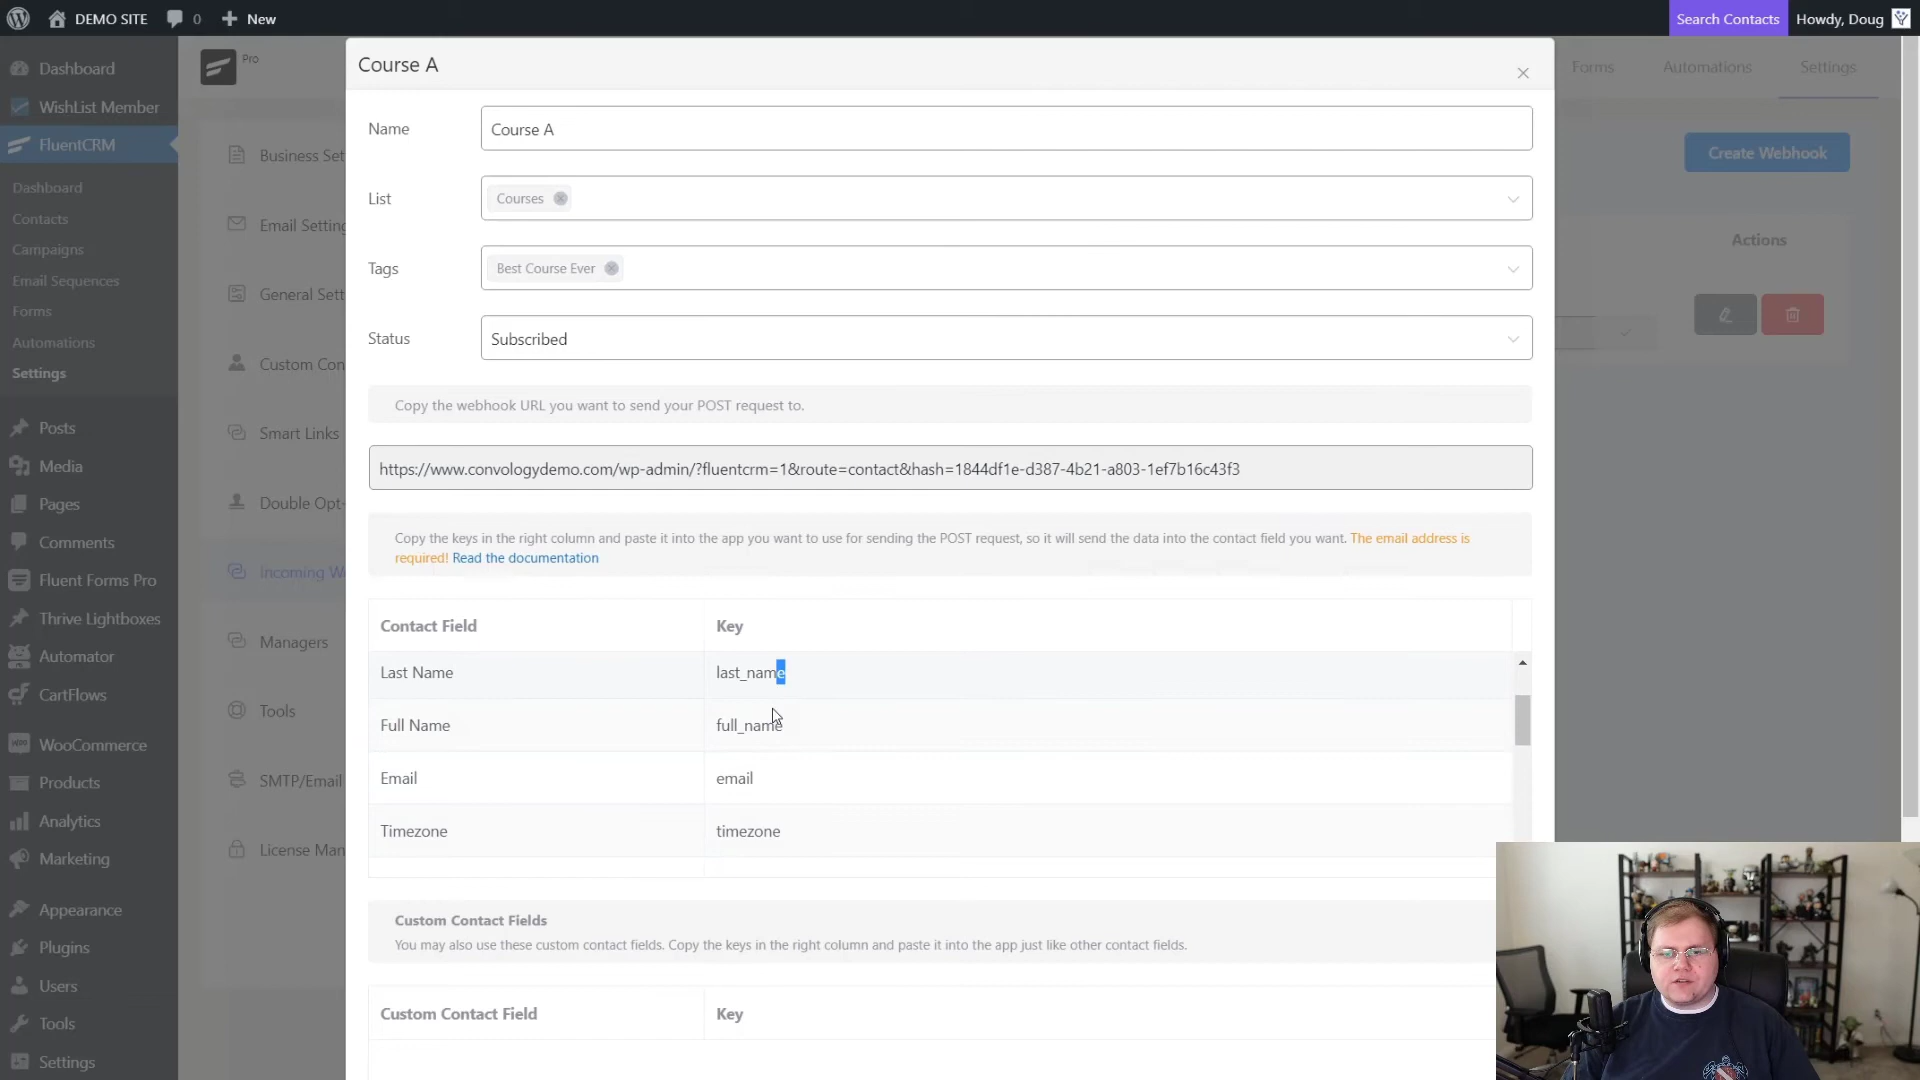 DEMO SITE
0
New
Search Contacts
Howdy, Doug
Dashboard
WishList Member
FluentCRM
Dashboard
Contacts
Campaigns
Email Sequences
Forms
Automations
Settings
Posts
Media
Pages
Comments
Fluent Forms Pro
Thrive Lightboxes
Automator
CartFlows
WooCommerce
Products
Analytics
Marketing
Appearance
Plugins
Users
Tools
Settings
Pro
Forms
Automations
Settings
Business Set
Email Setting
General Sett
Custom Con
Smart Links
Double Opt-
Incoming W
Managers
Tools
SMTP/Email
License Man
Create Webhook
Actions
Course A
Name
Course A
List
Courses
Tags
Best Course Ever
Status
Subscribed
Copy the webhook URL you want to send your POST request to.
https://www.convologydemo.com/wp-admin/?fluentcrm=1&route=contact&hash=1844df1e-d387-4b21-a803-1ef7b16c43f3
Copy the keys in the right column and paste it into the app you want to use for sending the POST request, so it will send the data into the contact field you want. The email address is
required! Read the documentation
Contact Field Key
Last Name last_name
Full Name full_name
Email email
Timezone timezone
Custom Contact Fields
You may also use these custom contact fields. Copy the keys in the right column and paste it into the app just like other contact fields.
Custom Contact Field Key